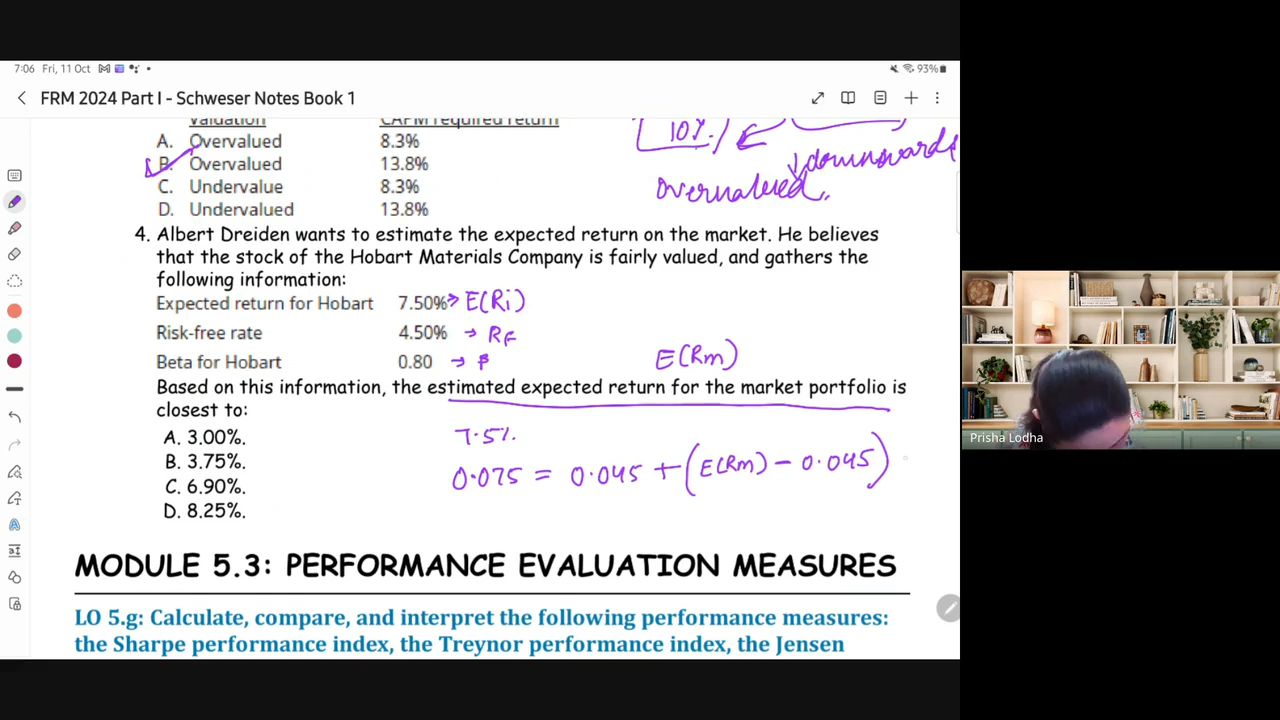 7:06 Fri, 11 Oct
93%
FRM 2024 Part I - Schweser Notes Book 1
Valuation CAPM required return
A. Overvalued 8.3%
B. Overvalued 13.8%
C. Undervalue 8.3%
D. Undervalued 13.8%
10%
downwards
overvalued.
4. Albert Dreiden wants to estimate the expected return on the market. He believes
that the stock of the Hobart Materials Company is fairly valued, and gathers the
following information:
Expected return for Hobart 7.50% → E(Ri)
Risk-free rate 4.50% → RF
Beta for Hobart 0.80 → β
E(Rm)
Based on this information, the estimated expected return for the market portfolio is
closest to:
A. 3.00%.
B. 3.75%.
C. 6.90%.
D. 8.25%.
7.5%.
0.075 = 0.045 + (E(Rm) - 0.045)
MODULE 5.3: PERFORMANCE EVALUATION MEASURES
LO 5.g: Calculate, compare, and interpret the following performance measures:
the Sharpe performance index, the Treynor performance index, the Jensen
Prisha Lodha